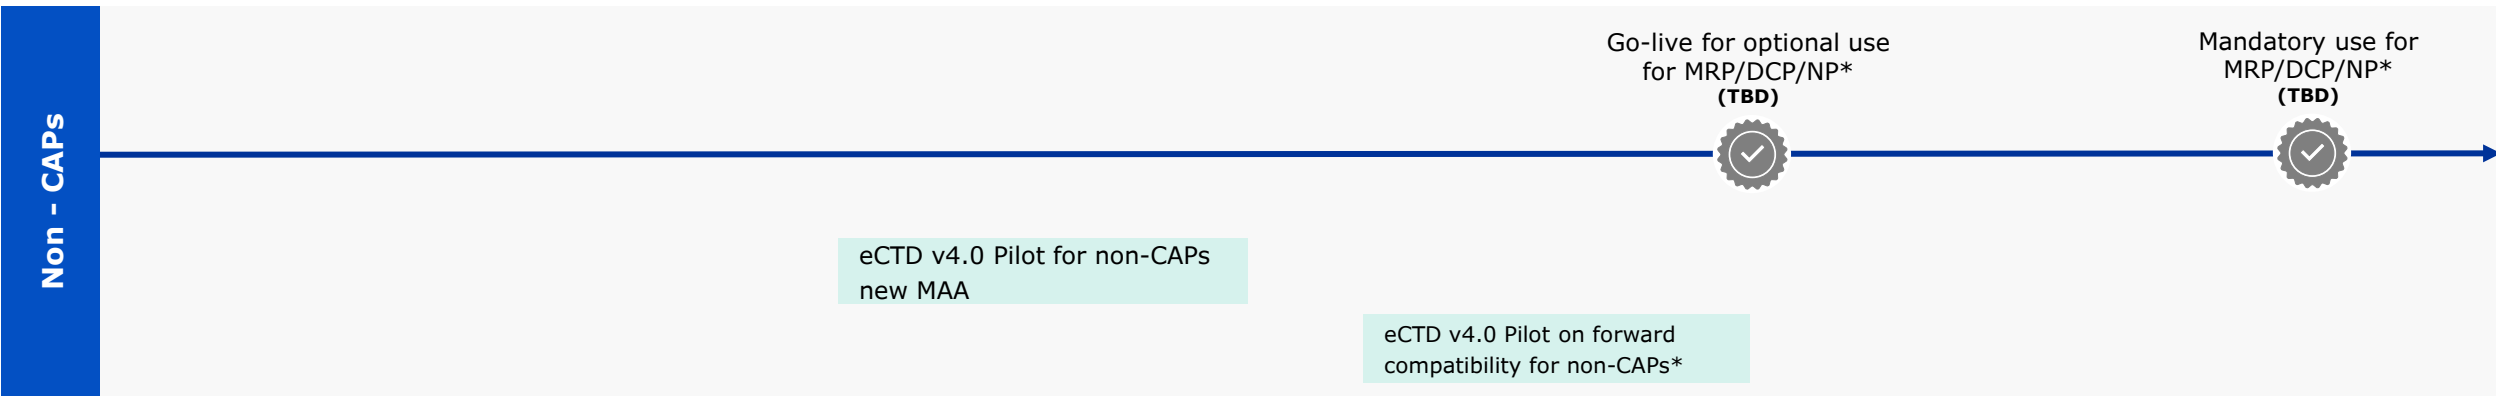 Non - CAPs
Go-live for optional use
for MRP/DCP/NP*
(TBD)
Mandatory use for
MRP/DCP/NP*
(TBD)
eCTD v4.0 Pilot for non-CAPs
new MAA
eCTD v4.0 Pilot on forward
compatibility for non-CAPs*